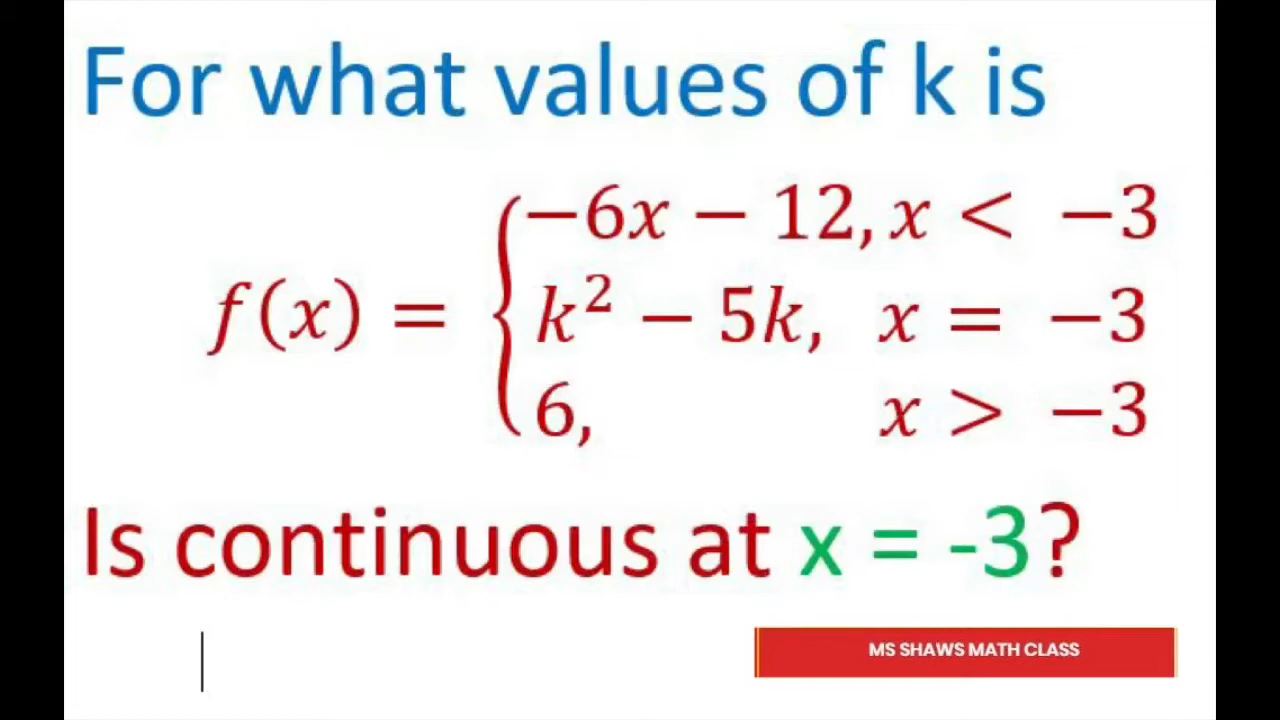 For what values of k is
−6x − 12, x < −3
f(x) = { k² − 5k, x = −3
6, x > −3
Is continuous at x = -3?
MS SHAWS MATH CLASS